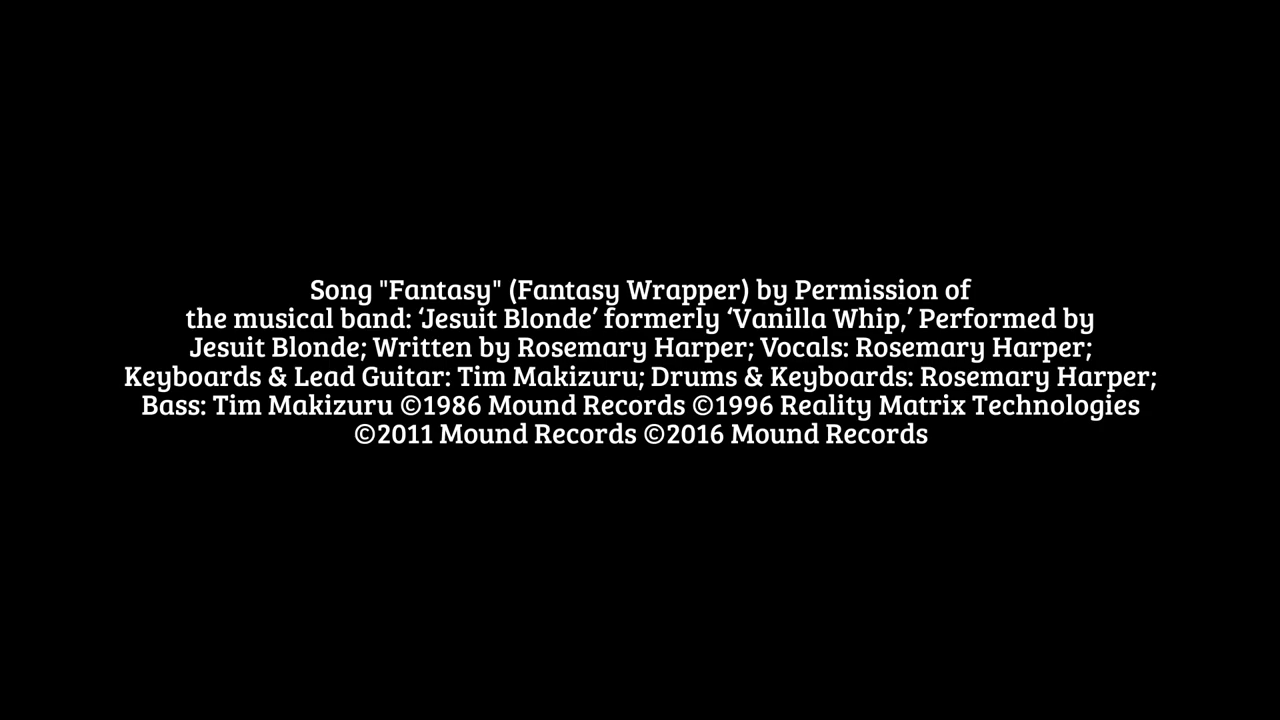 Song "Fantasy" (Fantasy Wrapper) by Permission of
the musical band: ‘Jesuit Blonde’ formerly ‘Vanilla Whip,’ Performed by
Jesuit Blonde; Written by Rosemary Harper; Vocals: Rosemary Harper;
Keyboards & Lead Guitar: Tim Makizuru; Drums & Keyboards: Rosemary Harper;
Bass: Tim Makizuru ©1986 Mound Records ©1996 Reality Matrix Technologies
©2011 Mound Records ©2016 Mound Records